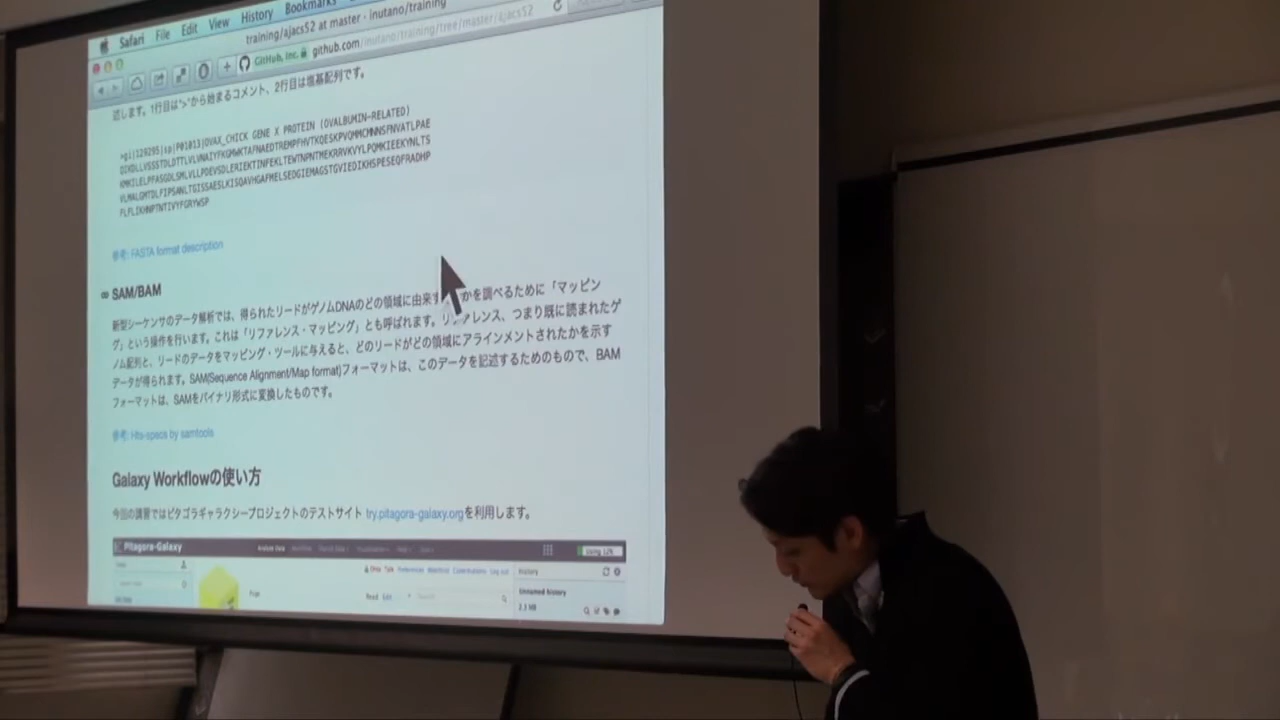 Safari File Edit View History Bookmarks
training/ajacs52 at master · inutano/training
GitHub, Inc. github.com/inutano/training/tree/master/ajacs52
述します。1行目は">"から始まるコメント、2行目は塩基配列です。
>gi|129295|sp|P01013|OVAX_CHICK GENE X PROTEIN (OVALBUMIN-RELATED)
QIKDLLVSSSTDLDTTLVLVNAIYFKGMWKTAFNAEDTREMPFHVTKQESKPVQMMCMNNSFNVATLPAE
KMKILELPFASGDLSMLVLLPDEVSDLERIEKTINFEKLTEWTNPNTMEKRRVKVYLPQMKIEEKYNLTS
VLMALGMTDLFIPSANLTGISSAESLKISQAVHGAFMELSEDGIEMAGSTGVIEDIKHSPESEQFRADHP
FLFLIKHNPTNTIVYFGRYWSP
参考: FASTA format description
SAM/BAM
新型シーケンサのデータ解析では、得られたリードがゲノムDNAのどの領域に由来す かを調べるために「マッピン
グ」という操作を行います。これは「リファレンス・マッピング」とも呼ばれます。リファレンス、つまり既に読まれたゲ
ノム配列と、リードのデータをマッピング・ツールに与えると、どのリードがどの領域にアラインメントされたかを示す
データが得られます。SAM(Sequence Alignment/Map format)フォーマットは、このデータを記述するためのもので、BAM
フォーマットは、SAMをバイナリ形式に変換したものです。
参考: Hts-specs by samtools
Galaxy Workflowの使い方
今回の講習ではピタゴラギャラクシープロジェクトのテストサイト try.pitagora-galaxy.orgを利用します。
Pitagora-Galaxy Analyze Data
History
Unnamed history
Read Edit